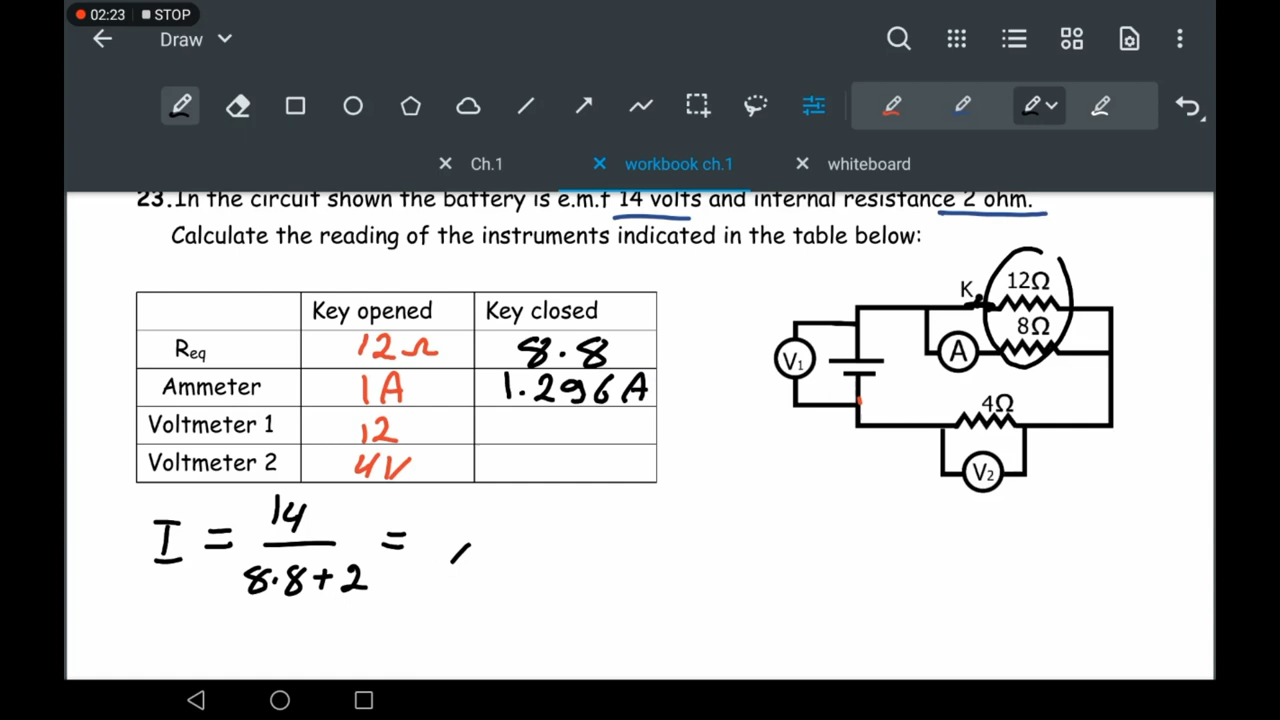 02:23 STOP
Draw
Ch.1 workbook ch.1 whiteboard
23. In the circuit shown the battery is e.m.f 14 volts and internal resistance 2 ohm.
Calculate the reading of the instruments indicated in the table below:
Key opened Key closed
Req 12Ω 8.8
Ammeter 1A 1.296A
Voltmeter 1 12
Voltmeter 2 4V
K 12Ω
8Ω
V1 A
4Ω
V2
I = 14 / 8.8+2 =